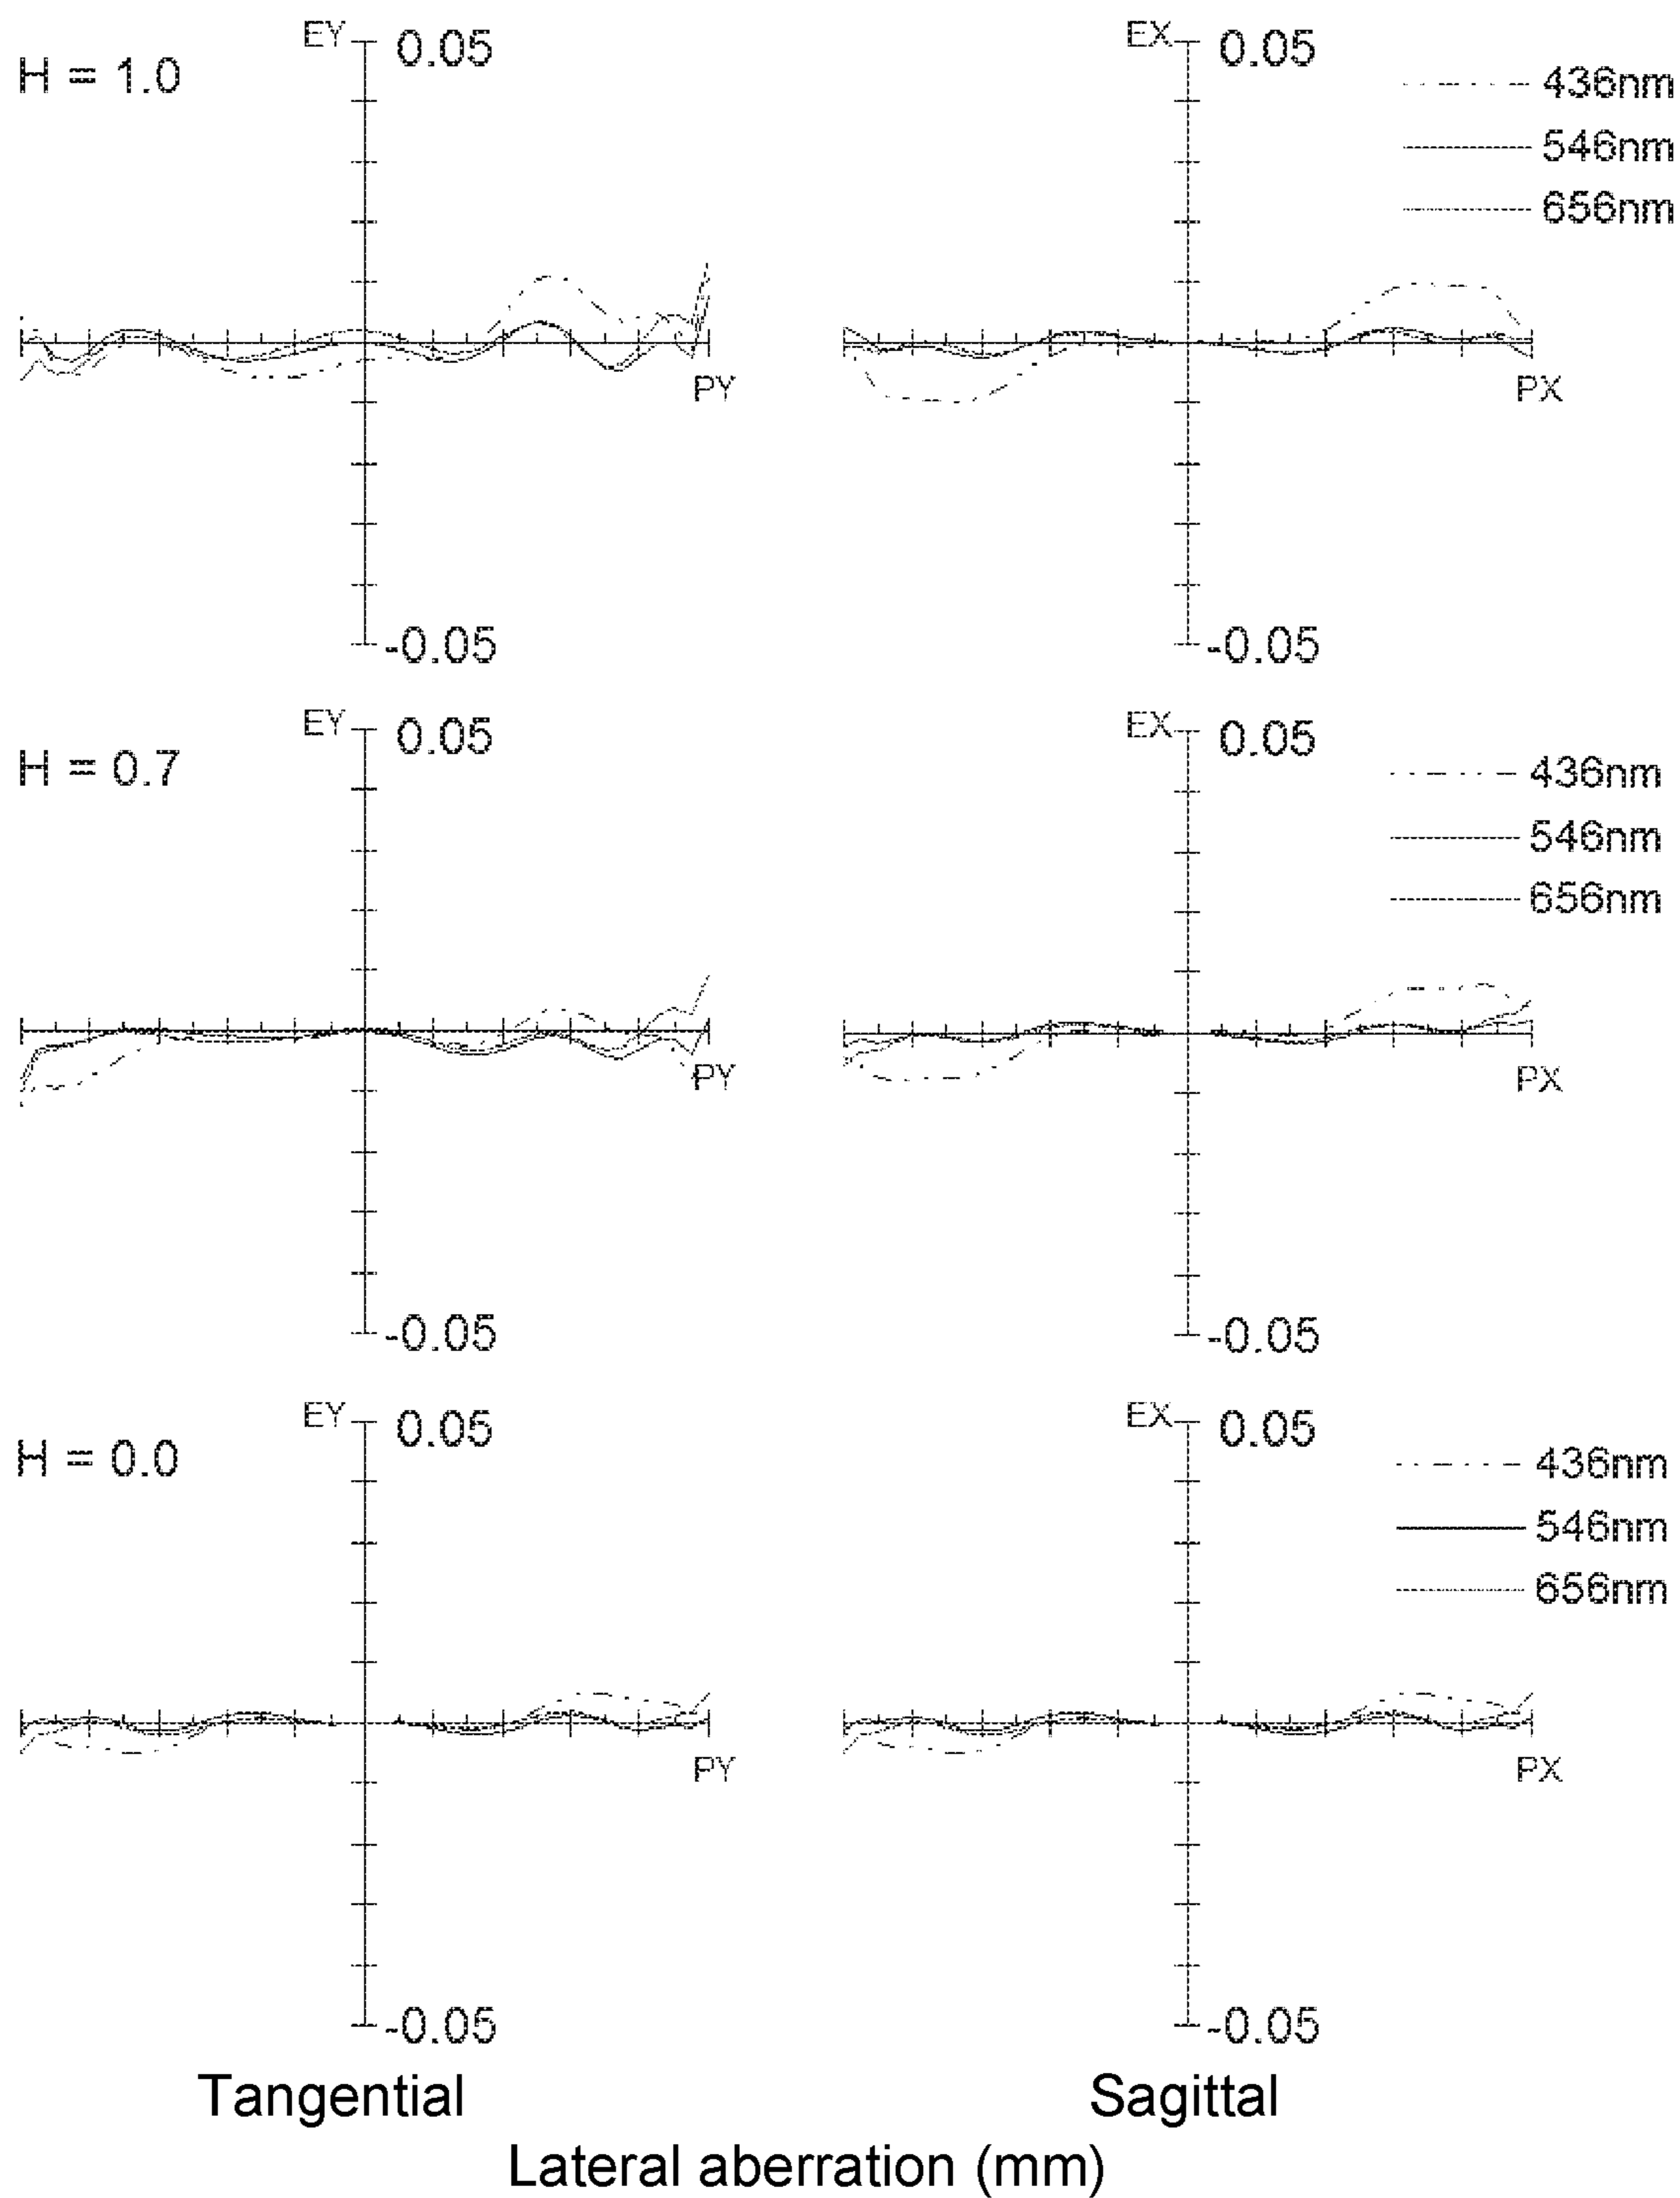 EY 0.05 EX 0.05
H = 1.0 436nm
546nm
656nm
PY PX
-0.05 -0.05
EY 0.05 EX 0.05
H = 0.7 436nm
546nm
656nm
PY PX
-0.05 -0.05
EY 0.05 EX 0.05
H = 0.0 436nm
546nm
656nm
PY PX
-0.05 -0.05
Tangential Sagittal
Lateral aberration (mm)